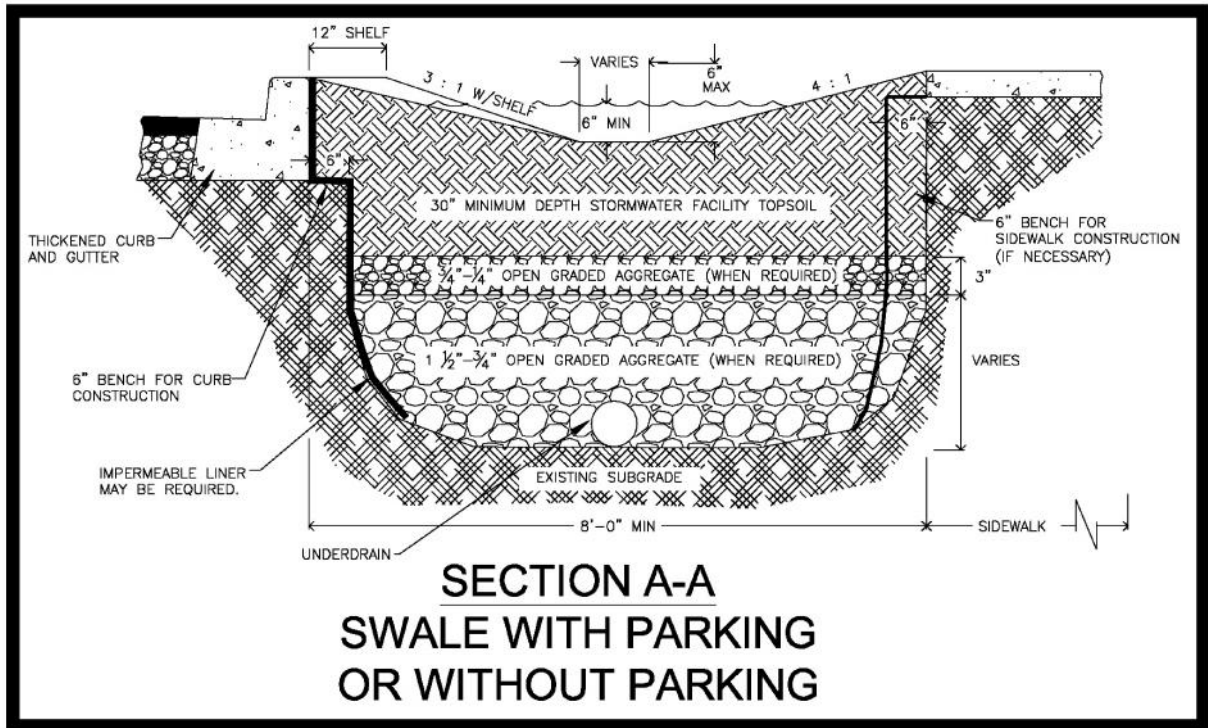 12" SHELF
VARIES
6"
MAX
3 : 1 W/SHELF
4 : 1
6" MIN
6"
6"
30" MINIMUM DEPTH STORMWATER FACILITY TOPSOIL
THICKENED CURB
AND GUTTER
6" BENCH FOR
SIDEWALK CONSTRUCTION
(IF NECESSARY)
3/4"-1/4" OPEN GRADED AGGREGATE (WHEN REQUIRED)
3"
1 1/2"-3/4" OPEN GRADED AGGREGATE (WHEN REQUIRED)
VARIES
6" BENCH FOR CURB
CONSTRUCTION
IMPERMEABLE LINER
MAY BE REQUIRED.
EXISTING SUBGRADE
8'-0" MIN
SIDEWALK
UNDERDRAIN
SECTION A-A
SWALE WITH PARKING
OR WITHOUT PARKING